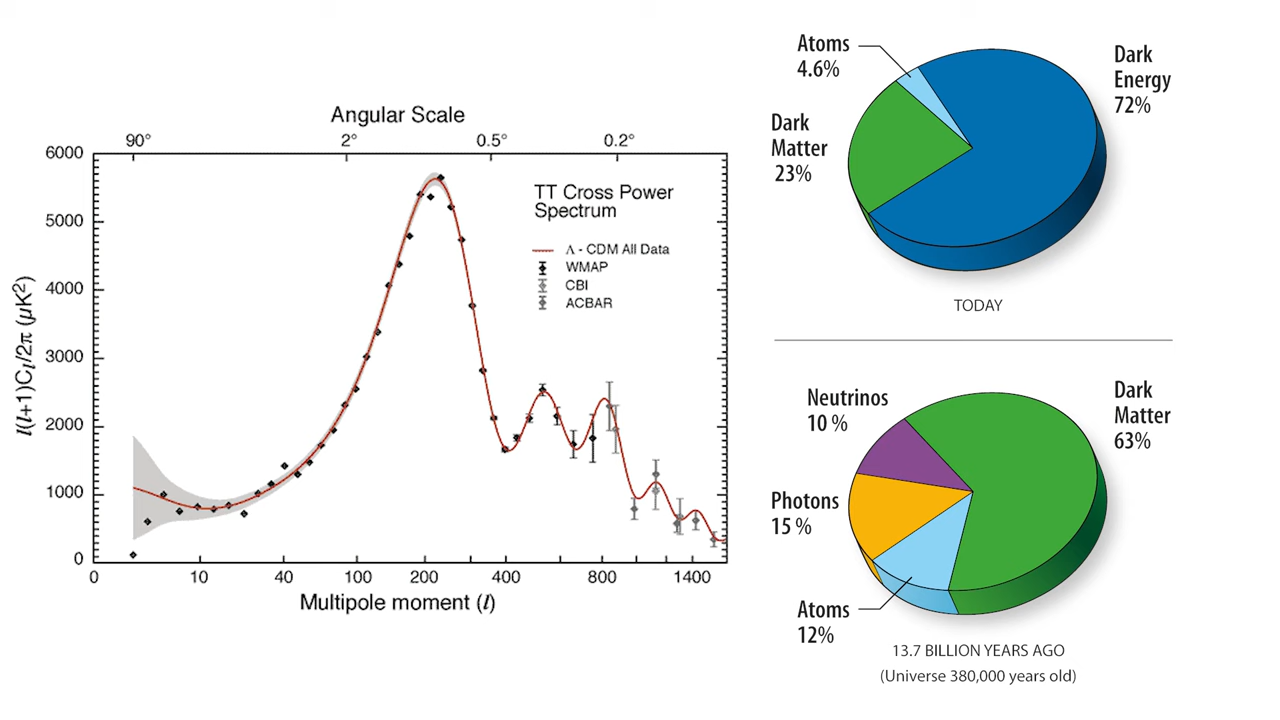 Angular Scale
90° 2° 0.5° 0.2°
6000
5000
4000
3000
2000
1000
0
l(l+1)Cl/2π (μK²)
TT Cross Power
Spectrum
Λ - CDM All Data
WMAP
CBI
ACBAR
0 10 40 100 200 400 800 1400
Multipole moment (l)
Atoms
4.6%
Dark
Energy
72%
Dark
Matter
23%
TODAY
Neutrinos
10 %
Dark
Matter
63%
Photons
15 %
Atoms
12%
13.7 BILLION YEARS AGO
(Universe 380,000 years old)